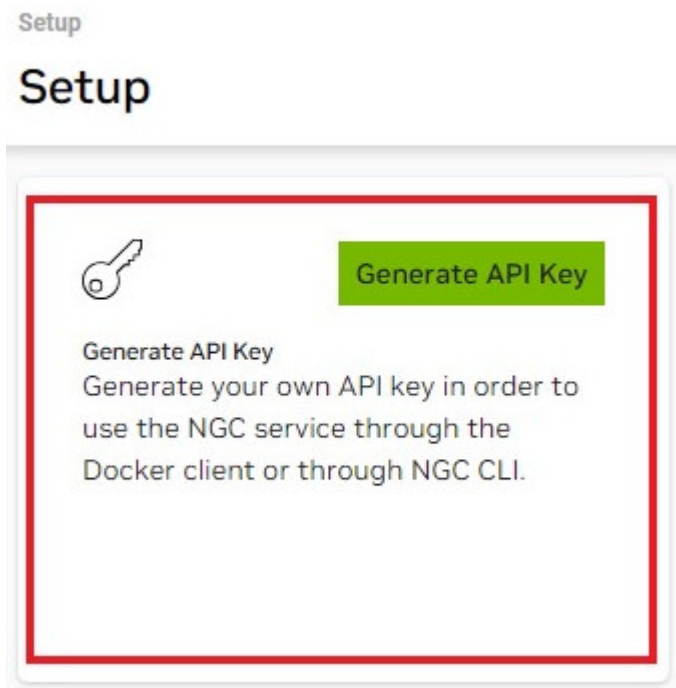 Setup
Setup
Generate API Key
Generate API Key
Generate your own API key in order to
use the NGC service through the
Docker client or through NGC CLI.